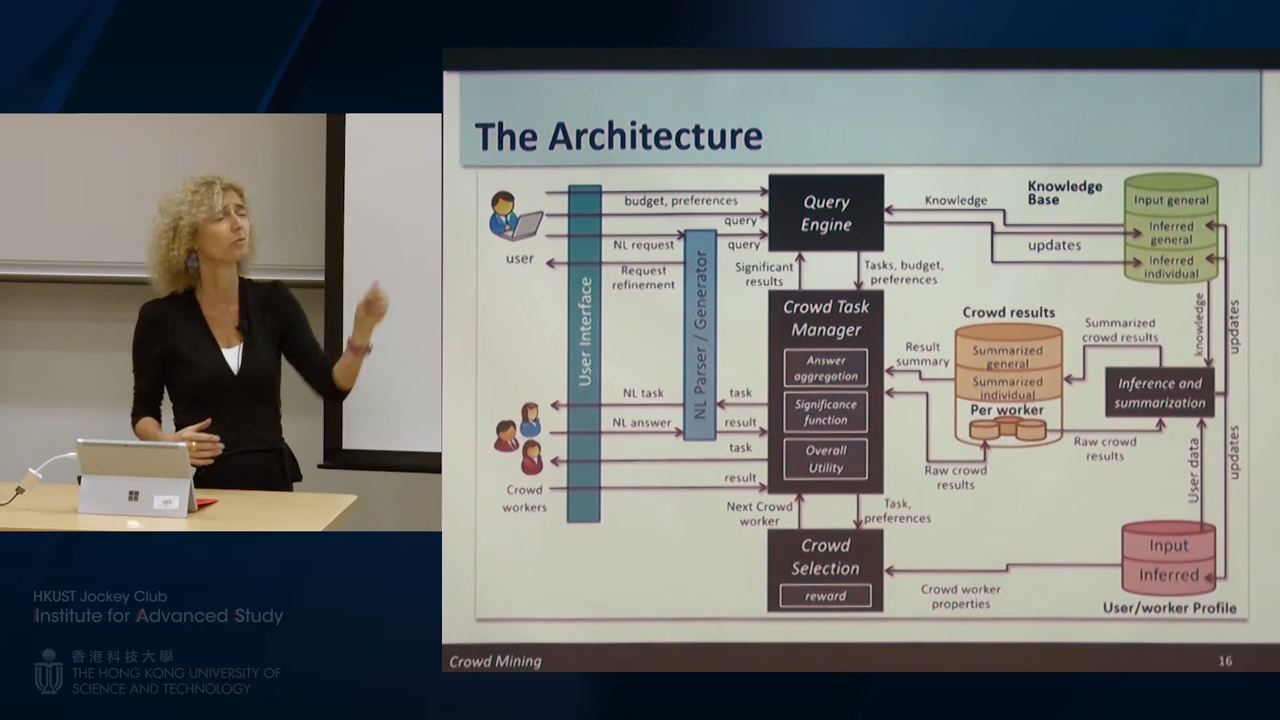 The Architecture
user
budget, preferences
query
NL request
query
Request
refinement
User Interface
NL Parser / Generator
Query
Engine
Knowledge
Knowledge
Base
updates
Input general
Inferred
general
Inferred
individual
Significant
results
Tasks, budget,
preferences
Crowd Task
Manager
Answer
aggregation
Significance
function
Overall
Utility
Result
summary
Crowd results
Summarized
general
Summarized
individual
Per worker
Summarized
crowd results
knowledge
updates
Inference and
summarization
NL task
task
NL answer
result
task
result
Crowd
workers
Raw crowd
results
Raw crowd
results
User data
updates
Next Crowd
worker
Task,
preferences
Crowd
Selection
reward
Crowd worker
properties
Input
Inferred
User/worker Profile
Crowd Mining
16
HKUST Jockey Club
Institute for Advanced Study
香港科技大學
THE HONG KONG UNIVERSITY OF
SCIENCE AND TECHNOLOGY